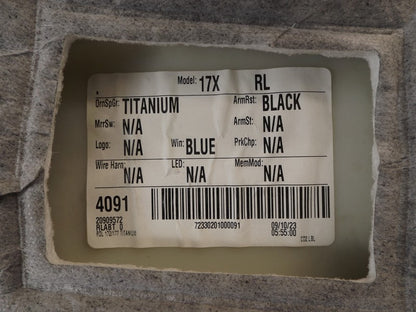 Model: 17X RL
OrnSpGr: TITANIUM ArmRst: BLACK
MrrSw: N/A ArmSt: N/A
Logo: N/A Win: BLUE PrkChp: N/A
Wire Harn: N/A LED: N/A MemMod: N/A
4091
20909572 72330201000091 09/10/23
RLABT 0 05:55:00